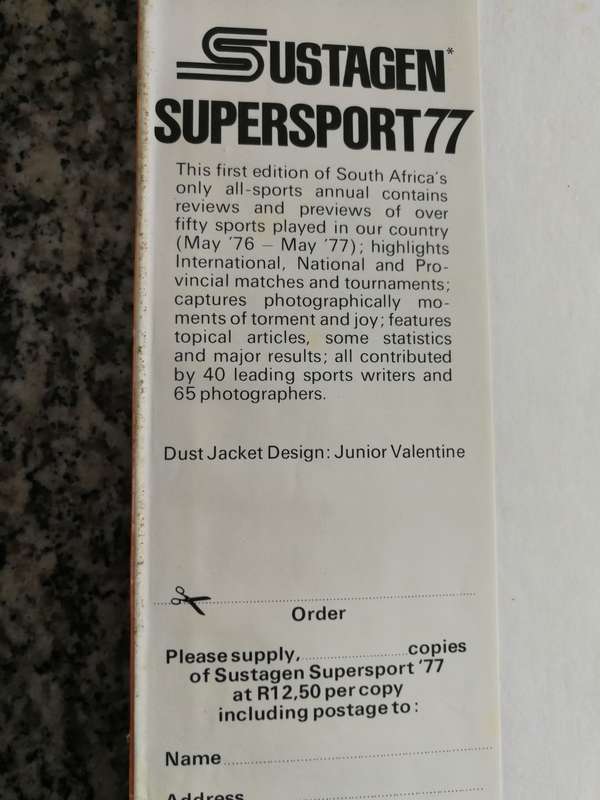 SUSTAGEN*
SUPERSPORT77
This first edition of South Africa's
only all-sports annual contains
reviews and previews of over
fifty sports played in our country
(May '76 – May '77); highlights
International, National and Pro-
vincial matches and tournaments;
captures photographically mo-
ments of torment and joy; features
topical articles, some statistics
and major results; all contributed
by 40 leading sports writers and
65 photographers.
Dust Jacket Design: Junior Valentine
Order
Please supply,....................copies
of Sustagen Supersport '77
at R12,50 per copy
including postage to:
Name....................
Address....................